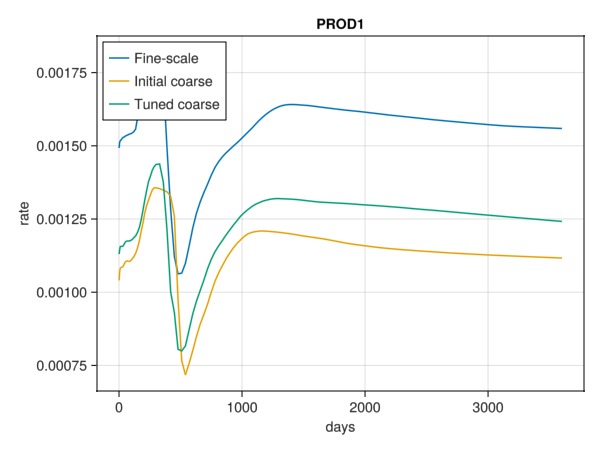 PROD1
Fine-scale
Initial coarse
Tuned coarse
0.00175
0.00150
0.00125
0.00100
0.00075
rate
0 1000 2000 3000
days